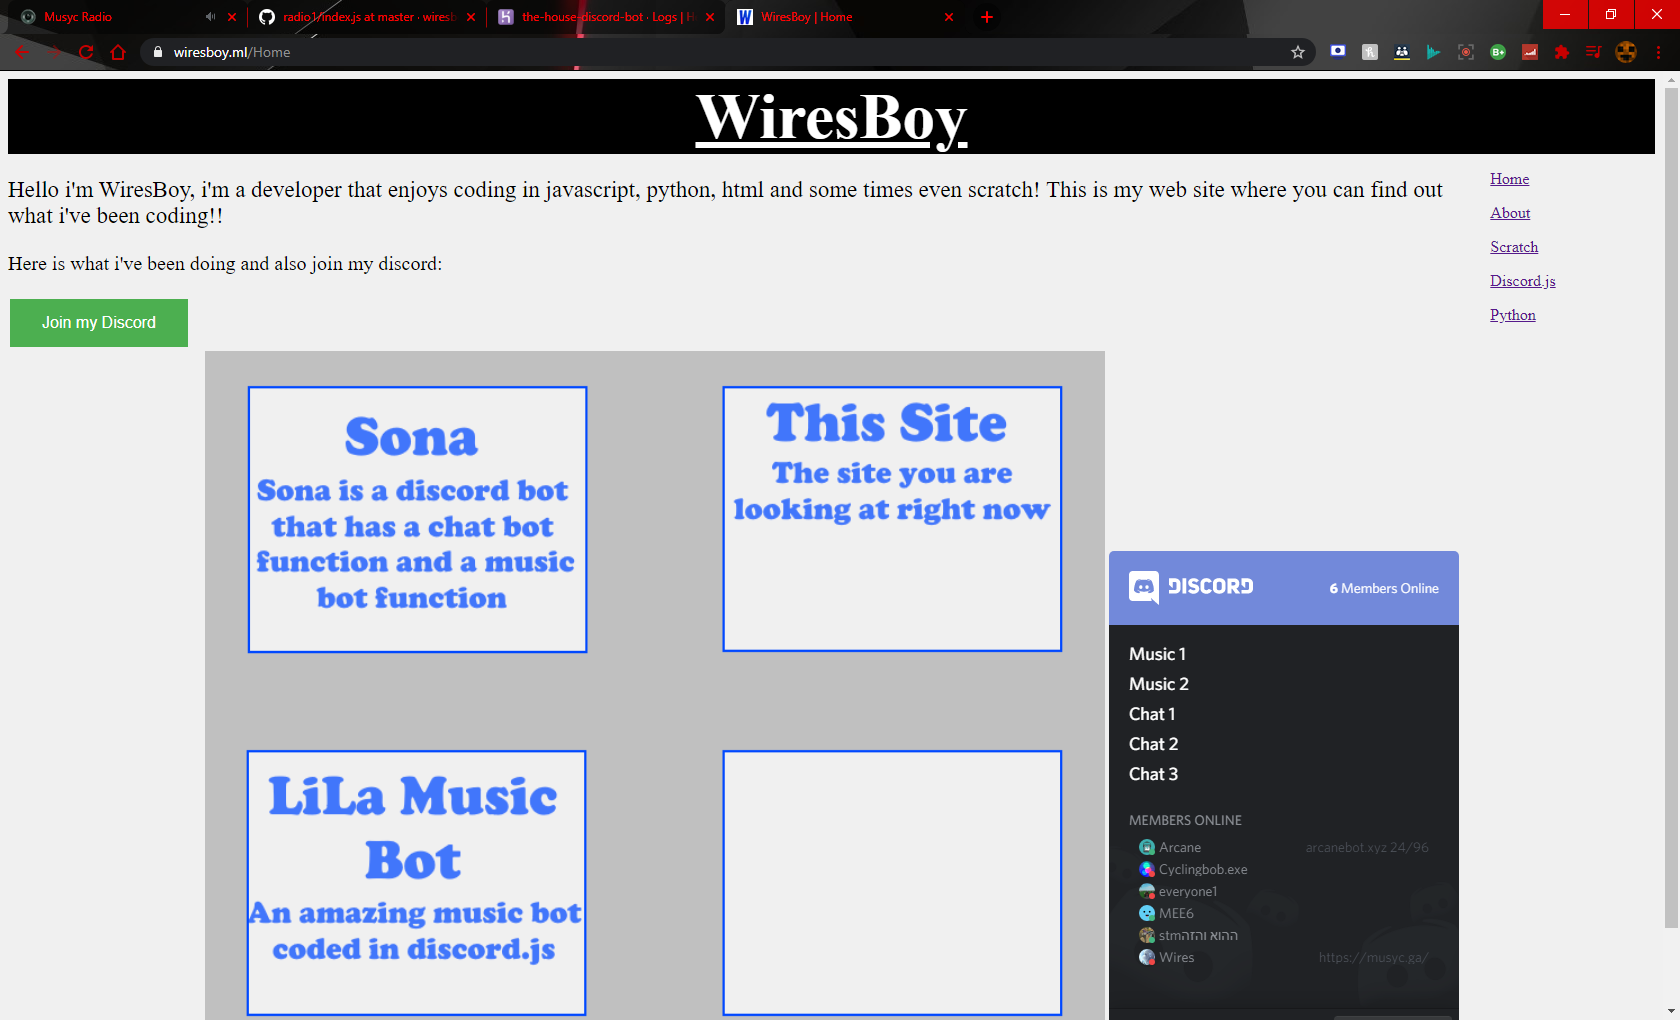 Musyc Radio
radio1/index.js at master · wiresb
the-house-discord-bot · Logs | H
WiresBoy | Home
wiresboy.ml/Home
WiresBoy
Hello i'm WiresBoy, i'm a developer that enjoys coding in javascript, python, html and some times even scratch! This is my web site where you can find out
what i've been coding!!
Here is what i've been doing and also join my discord:
Join my Discord
Home
About
Scratch
Discord.js
Python
Sona
Sona is a discord bot
that has a chat bot
function and a music
bot function
This Site
The site you are
looking at right now
LiLa Music
Bot
An amazing music bot
coded in discord.js
DISCORD
6 Members Online
Music 1
Music 2
Chat 1
Chat 2
Chat 3
MEMBERS ONLINE
Arcane arcanebot.xyz 24/96
Cyclingbob.exe
everyone1
MEE6
stmההוא והזה
Wires https://musyc.ga/